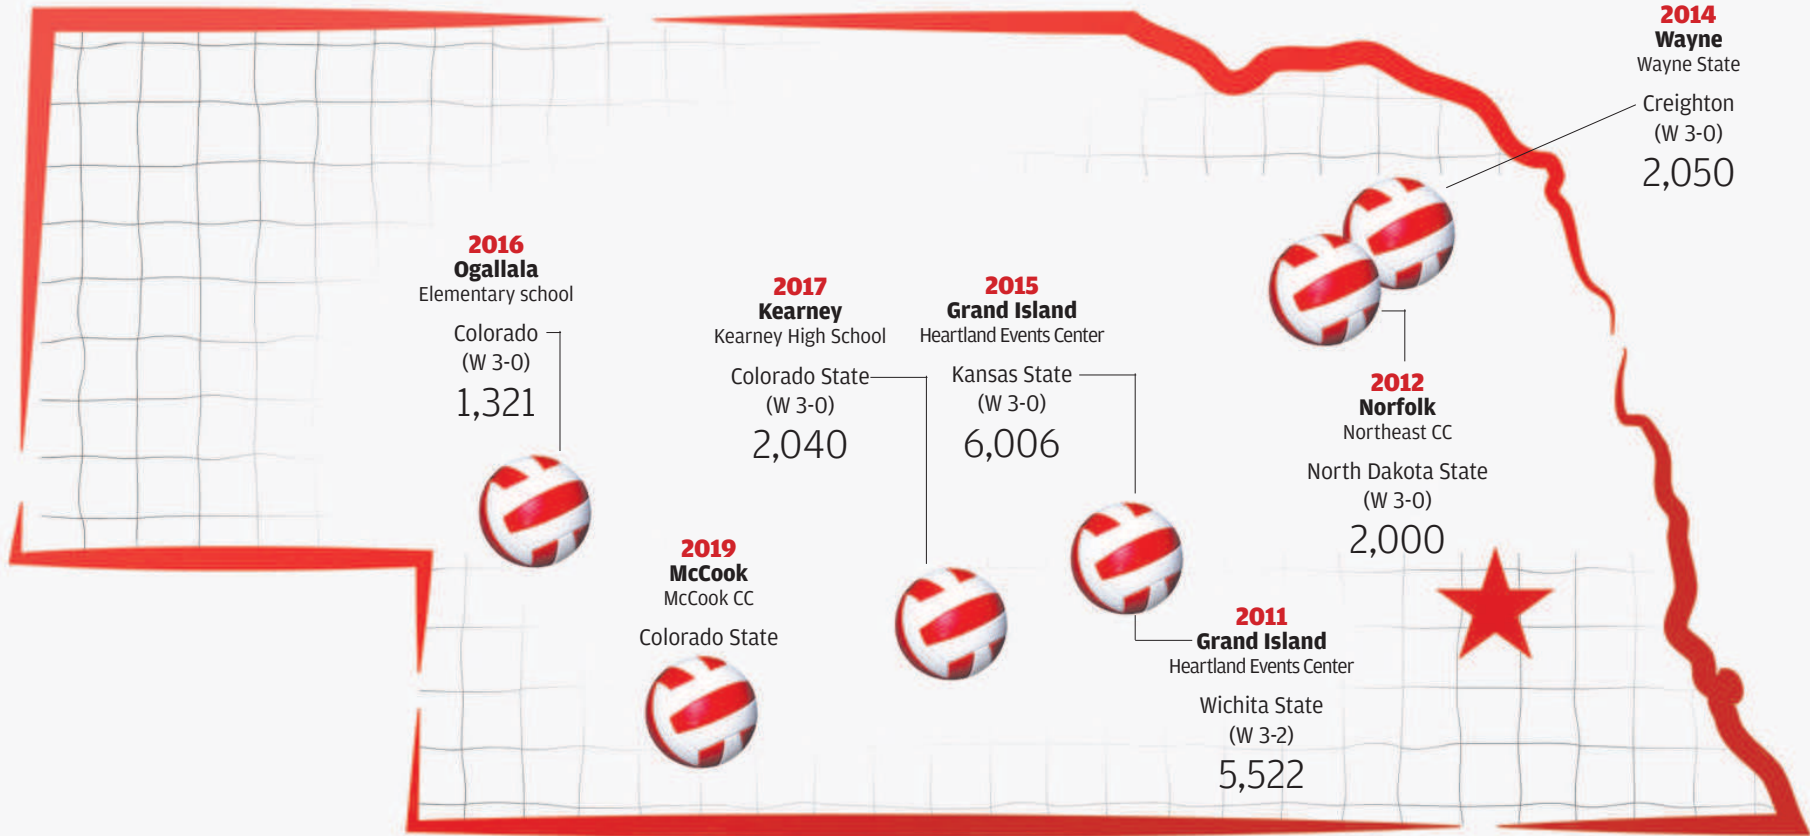 2014
Wayne
Wayne State
Creighton
(W 3-0)
2,050
2016
Ogallala
Elementary school
Colorado
(W 3-0)
1,321
2017
Kearney
Kearney High School
Colorado State
(W 3-0)
2,040
2015
Grand Island
Heartland Events Center
Kansas State
(W 3-0)
6,006
2012
Norfolk
Northeast CC
North Dakota State
(W 3-0)
2,000
2019
McCook
McCook CC
Colorado State
2011
Grand Island
Heartland Events Center
Wichita State
(W 3-2)
5,522